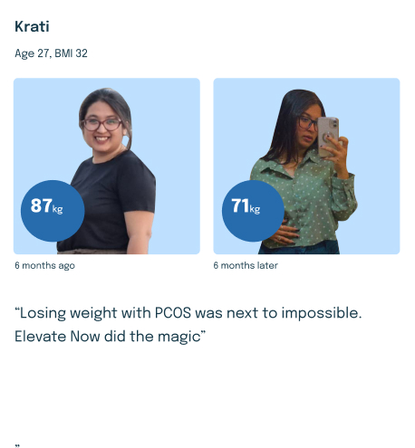 Krati
Age 27, BMI 32
87kg
71kg
6 months ago
6 months later
“Losing weight with PCOS was next to impossible.
Elevate Now did the magic”
”